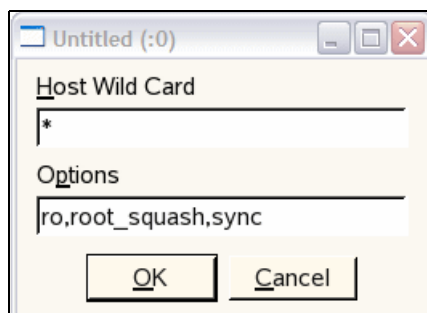 Untitled (:0)
Host Wild Card
*
Options
ro,root_squash,sync
OK
Cancel